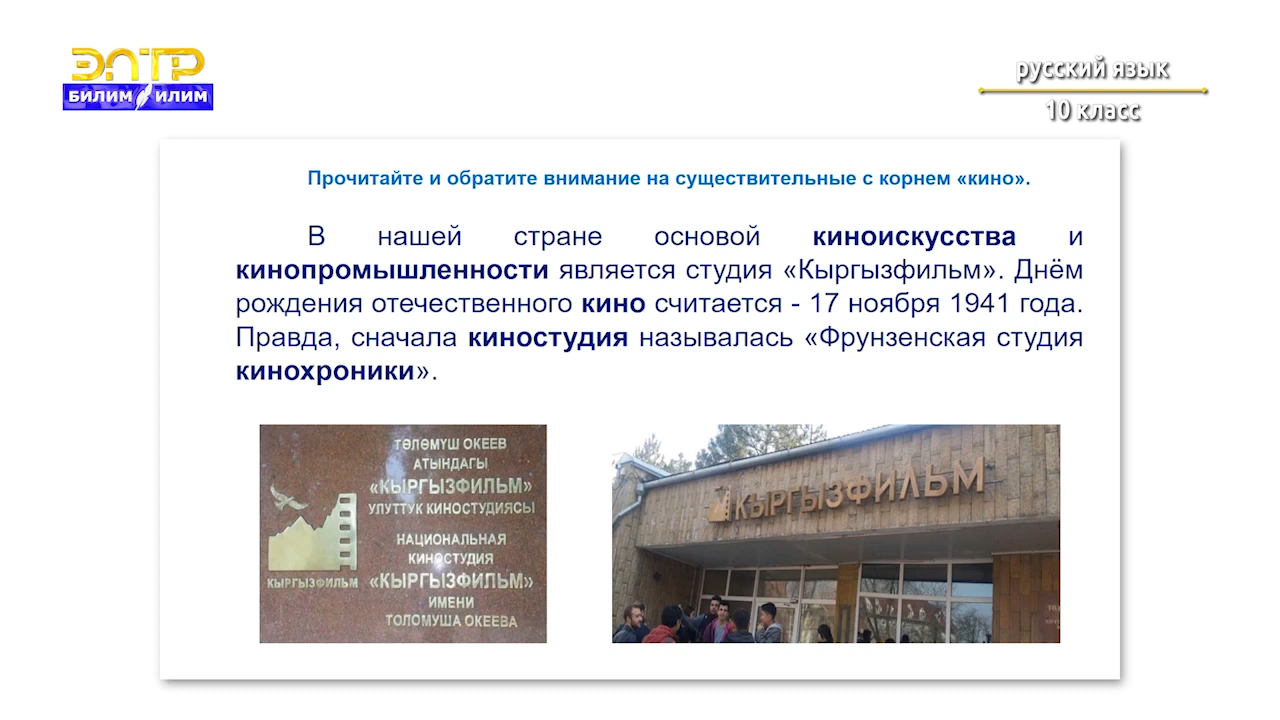 ЭЛТР
БИЛИМ ИЛИМ
русский язык
10 класс
Прочитайте и обратите внимание на существительные с корнем «кино».
В нашей стране основой киноискусства и
кинопромышленности является студия «Кыргызфильм». Днём
рождения отечественного кино считается - 17 ноября 1941 года.
Правда, сначала киностудия называлась «Фрунзенская студия
кинохроники».
ТӨЛӨМҮШ ОКЕЕВ
АТЫНДАГЫ
«КЫРГЫЗФИЛЬМ»
УЛУТТУК КИНОСТУДИЯСЫ
НАЦИОНАЛЬНАЯ
КИНОСТУДИЯ
«КЫРГЫЗФИЛЬМ»
ИМЕНИ
ТОЛОМУША ОКЕЕВА
КЫРГЫЗФИЛЬМ
КЫРГЫЗФИЛЬМ